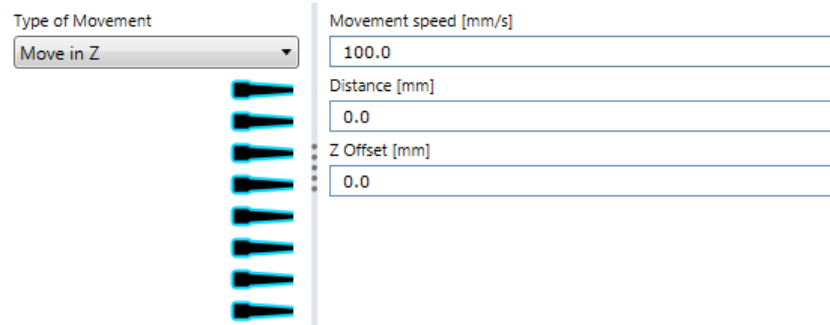 Type of Movement
Move in Z
Movement speed [mm/s]
100.0
Distance [mm]
0.0
Z Offset [mm]
0.0